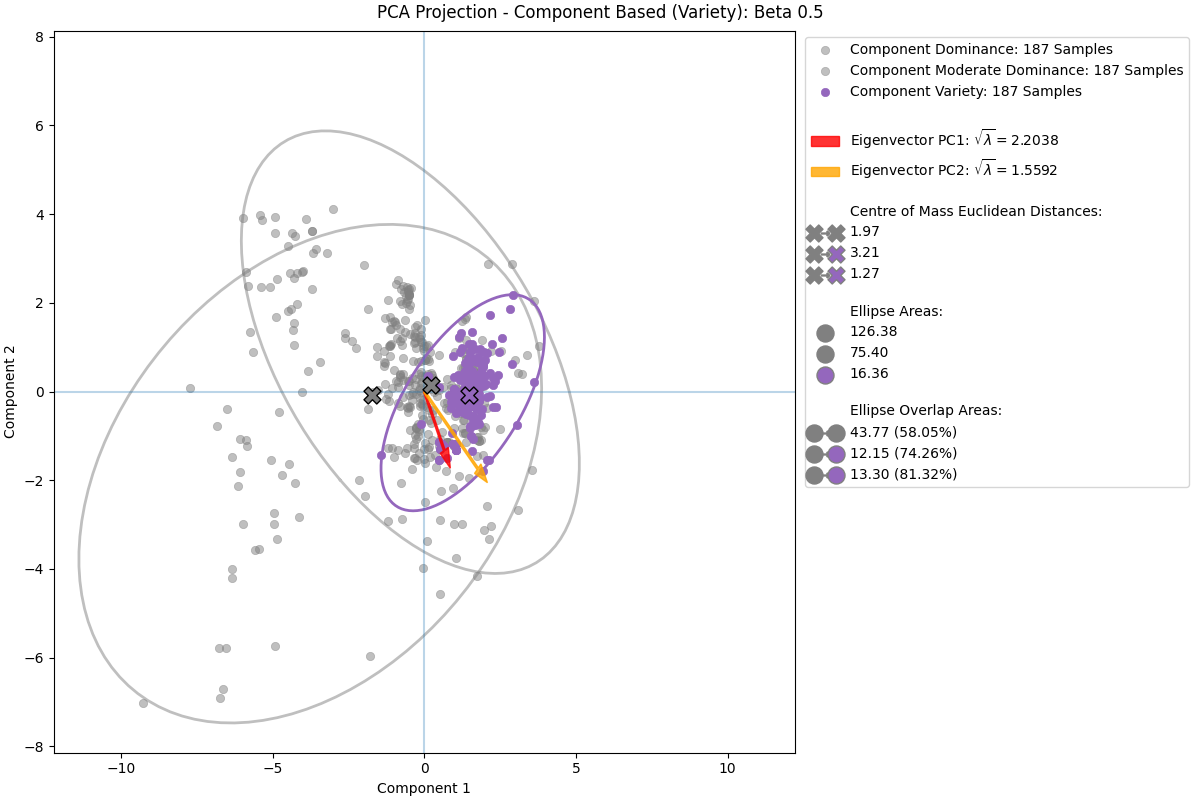 PCA Projection - Component Based (Variety): Beta 0.5
8
6
4
2
0
−2
−4
−6
−8
Component 2
−10
−5
0
5
10
Component 1
Component Dominance: 187 Samples
Component Moderate Dominance: 187 Samples
Component Variety: 187 Samples
Eigenvector PC1: √λ = 2.2038
Eigenvector PC2: √λ = 1.5592
Centre of Mass Euclidean Distances:
1.97
3.21
1.27
Ellipse Areas:
126.38
75.40
16.36
Ellipse Overlap Areas:
43.77 (58.05%)
12.15 (74.26%)
13.30 (81.32%)